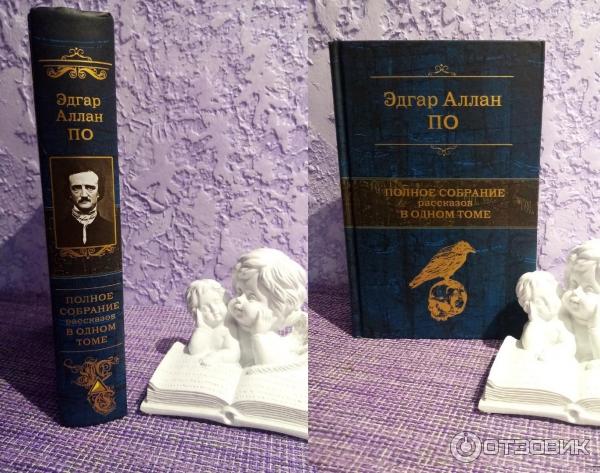 Эдгар
Аллан
ПО
ПОЛНОЕ
СОБРАНИЕ
рассказов
В ОДНОМ
ТОМЕ
Эдгар Аллан
ПО
ПОЛНОЕ СОБРАНИЕ
рассказов
В ОДНОМ ТОМЕ
ОТЗОВИК